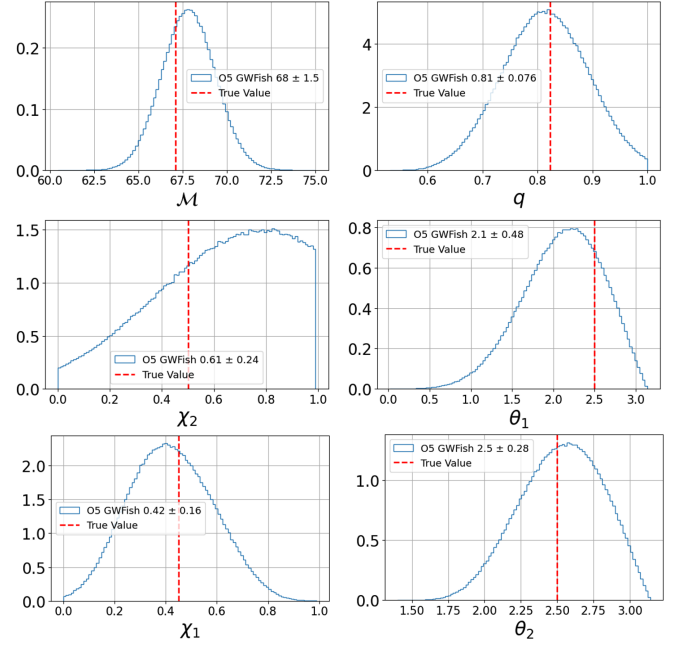 0.2
0.1
0.0
O5 GWFish 68 ± 1.5
True Value
60.0 62.5 65.0 67.5 70.0 72.5 75.0
ℳ
4
2
0
O5 GWFish 0.81 ± 0.076
True Value
0.6 0.7 0.8 0.9 1.0
q
1.5
1.0
0.5
0.0
O5 GWFish 0.61 ± 0.24
True Value
0.0 0.2 0.4 0.6 0.8 1.0
χ₂
0.8
0.6
0.4
0.2
0.0
O5 GWFish 2.1 ± 0.48
True Value
0.0 0.5 1.0 1.5 2.0 2.5 3.0
θ₁
2.0
1.5
1.0
0.5
0.0
O5 GWFish 0.42 ± 0.16
True Value
0.0 0.2 0.4 0.6 0.8 1.0
χ₁
1.0
0.5
0.0
O5 GWFish 2.5 ± 0.28
True Value
1.50 1.75 2.00 2.25 2.50 2.75 3.00
θ₂